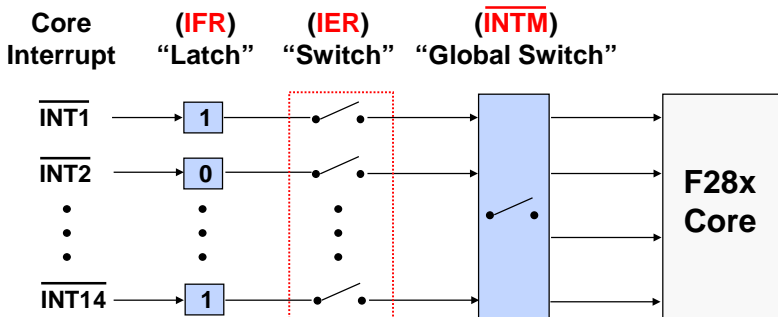 Core (IFR) (IER) (INTM)
Interrupt “Latch” “Switch” “Global Switch”
INT1 1
INT2 0
F28x
Core
INT14 1